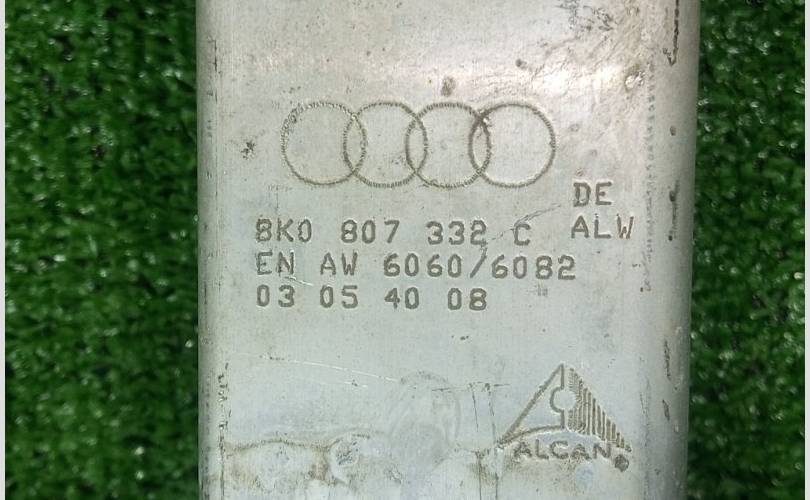 DE
8K0 807 332 C ALW
EN AW 6060/6082
03 05 40 08
ALCAN